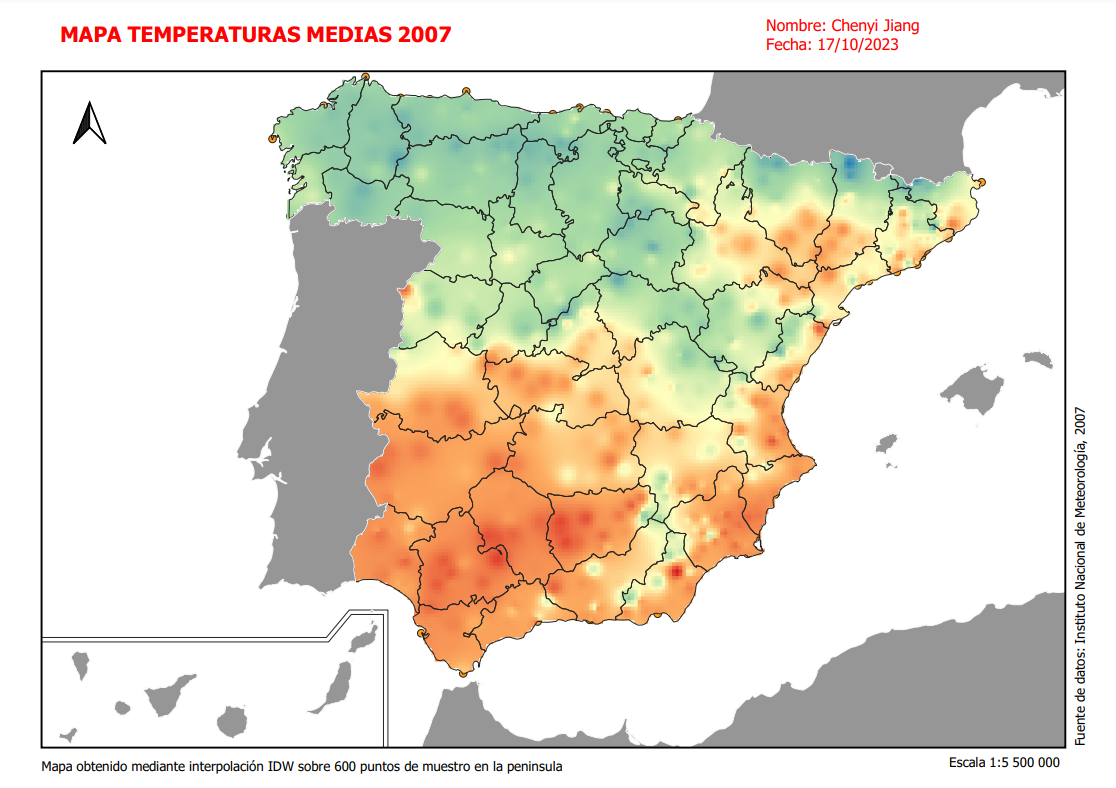 MAPA TEMPERATURAS MEDIAS 2007
Nombre: Chenyi Jiang
Fecha: 17/10/2023
Fuente de datos: Instituto Nacional de Meteorología, 2007
Mapa obtenido mediante interpolación IDW sobre 600 puntos de muestro en la peninsula
Escala 1:5 500 000